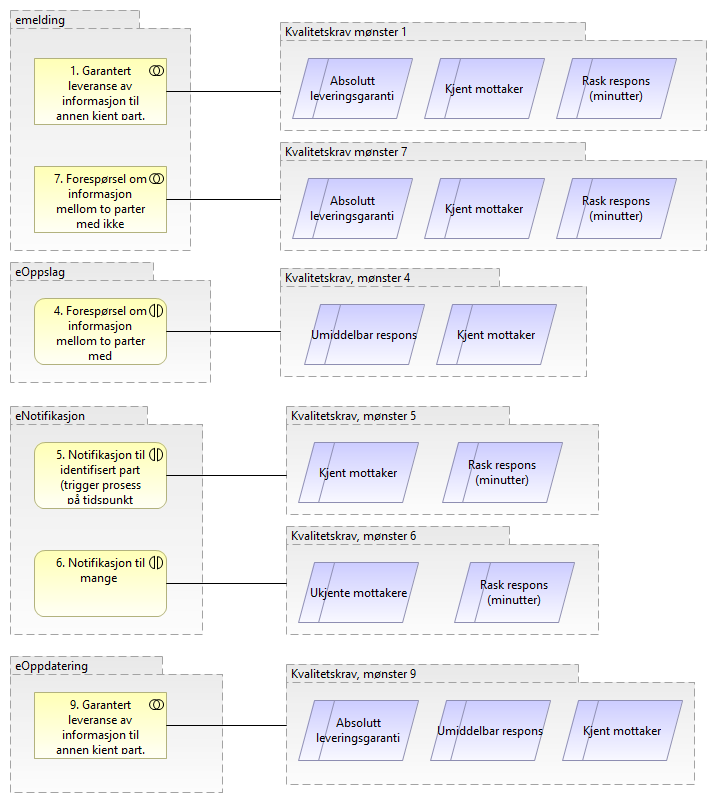 emelding
1. Garantert
leveranse av
informasjon til
annen kjent part.
Kvalitetskrav mønster 1
Absolutt
leveringsgaranti
Kjent mottaker
Rask respons
(minutter)
7. Forespørsel om
informasjon
mellom to parter
med ikke
Kvalitetskrav mønster 7
Absolutt
leveringsgaranti
Kjent mottaker
Rask respons
(minutter)
eOppslag
4. Forespørsel om
informasjon
mellom to parter
med
Kvalitetskrav, mønster 4
Umiddelbar respons
Kjent mottaker
eNotifikasjon
5. Notifikasjon til
identifisert part
(trigger prosess
på tidspunkt
Kvalitetskrav, mønster 5
Kjent mottaker
Rask respons
(minutter)
6. Notifikasjon til
mange
Kvalitetskrav, mønster 6
Ukjente mottakere
Rask respons
(minutter)
eOppdatering
9. Garantert
leveranse av
informasjon til
annen kjent part.
Kvalitetskrav, mønster 9
Absolutt
leveringsgaranti
Umiddelbar respons
Kjent mottaker